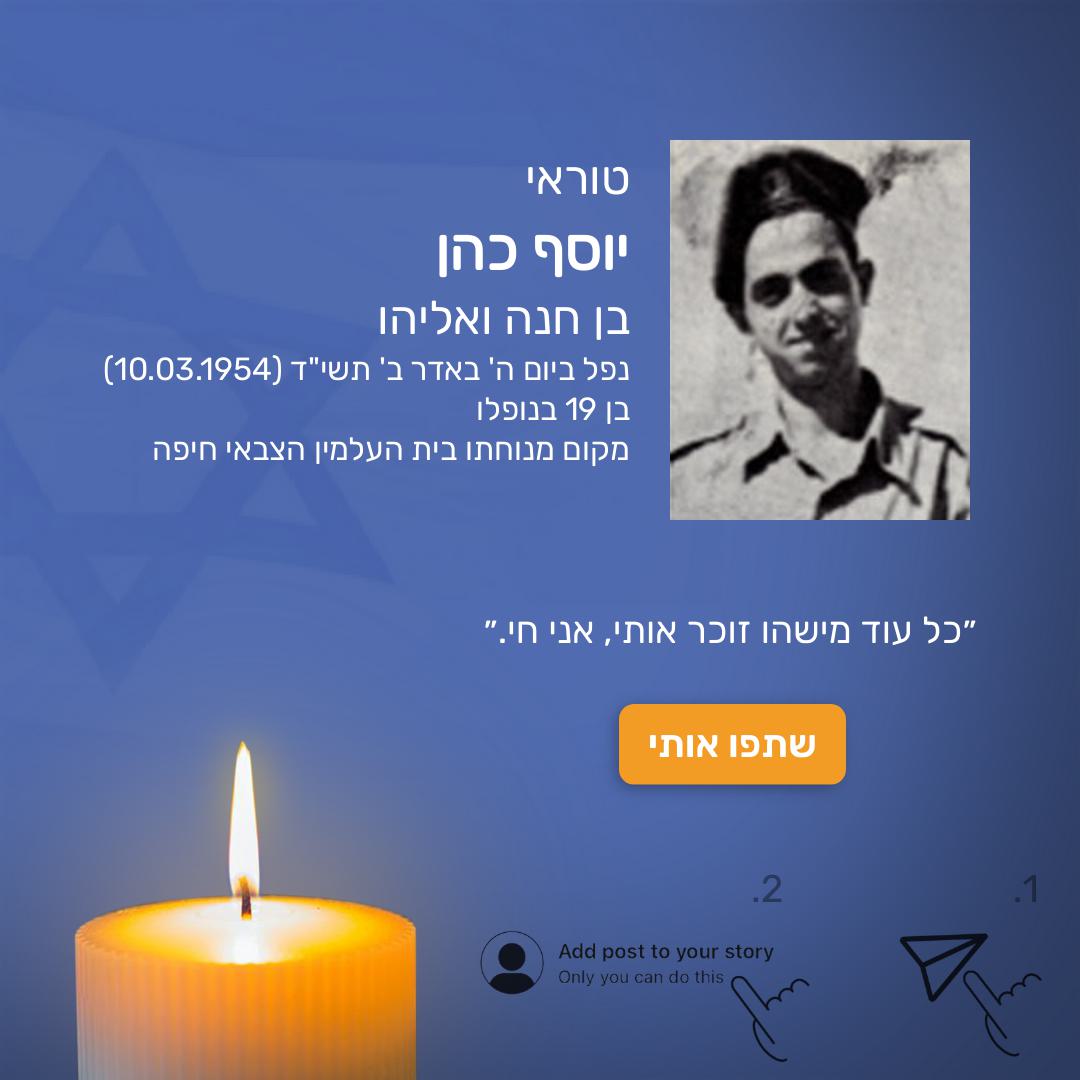 טוראי
יוסף כהן
בן חנה ואליהו
נפל ביום ה' באדר ב' תשי"ד (10.03.1954)
בן 19 בנופלו
מקום מנוחתו בית העלמין הצבאי חיפה
"כל עוד מישהו זוכר אותי, אני חי."
שתפו אותי
1.
2.
Add post to your story
Only you can do this